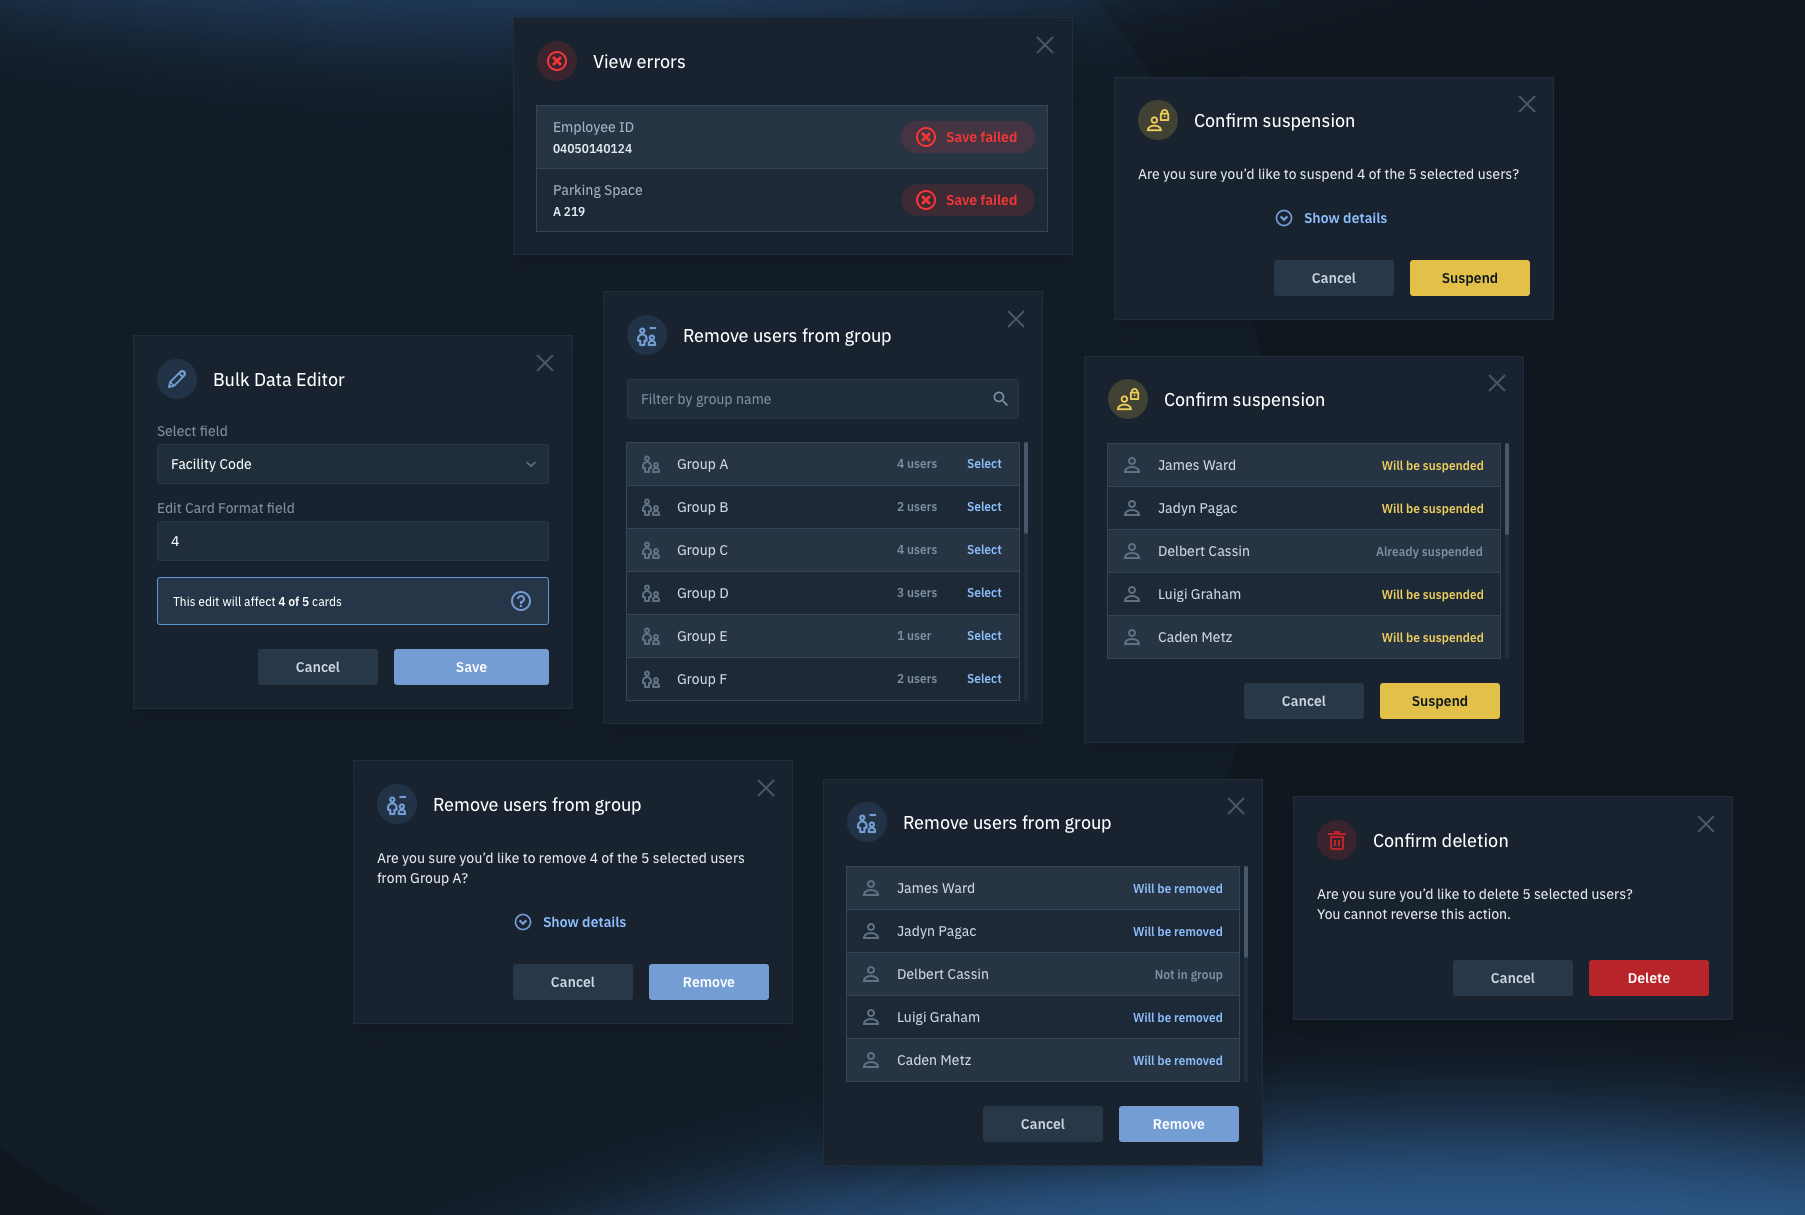 View errors
Employee ID
04050140124
Save failed
Parking Space
A 219
Save failed
Confirm suspension
Are you sure you’d like to suspend 4 of the 5 selected users?
Show details
Cancel
Suspend
Bulk Data Editor
Select field
Facility Code
Edit Card Format field
4
This edit will affect 4 of 5 cards
Cancel
Save
Remove users from group
Filter by group name
Group A 4 users Select
Group B 2 users Select
Group C 4 users Select
Group D 3 users Select
Group E 1 user Select
Group F 2 users Select
Confirm suspension
James Ward Will be suspended
Jadyn Pagac Will be suspended
Delbert Cassin Already suspended
Luigi Graham Will be suspended
Caden Metz Will be suspended
Cancel
Suspend
Remove users from group
Are you sure you’d like to remove 4 of the 5 selected users
from Group A?
Show details
Cancel
Remove
Remove users from group
James Ward Will be removed
Jadyn Pagac Will be removed
Delbert Cassin Not in group
Luigi Graham Will be removed
Caden Metz Will be removed
Cancel
Remove
Confirm deletion
Are you sure you’d like to delete 5 selected users?
You cannot reverse this action.
Cancel
Delete